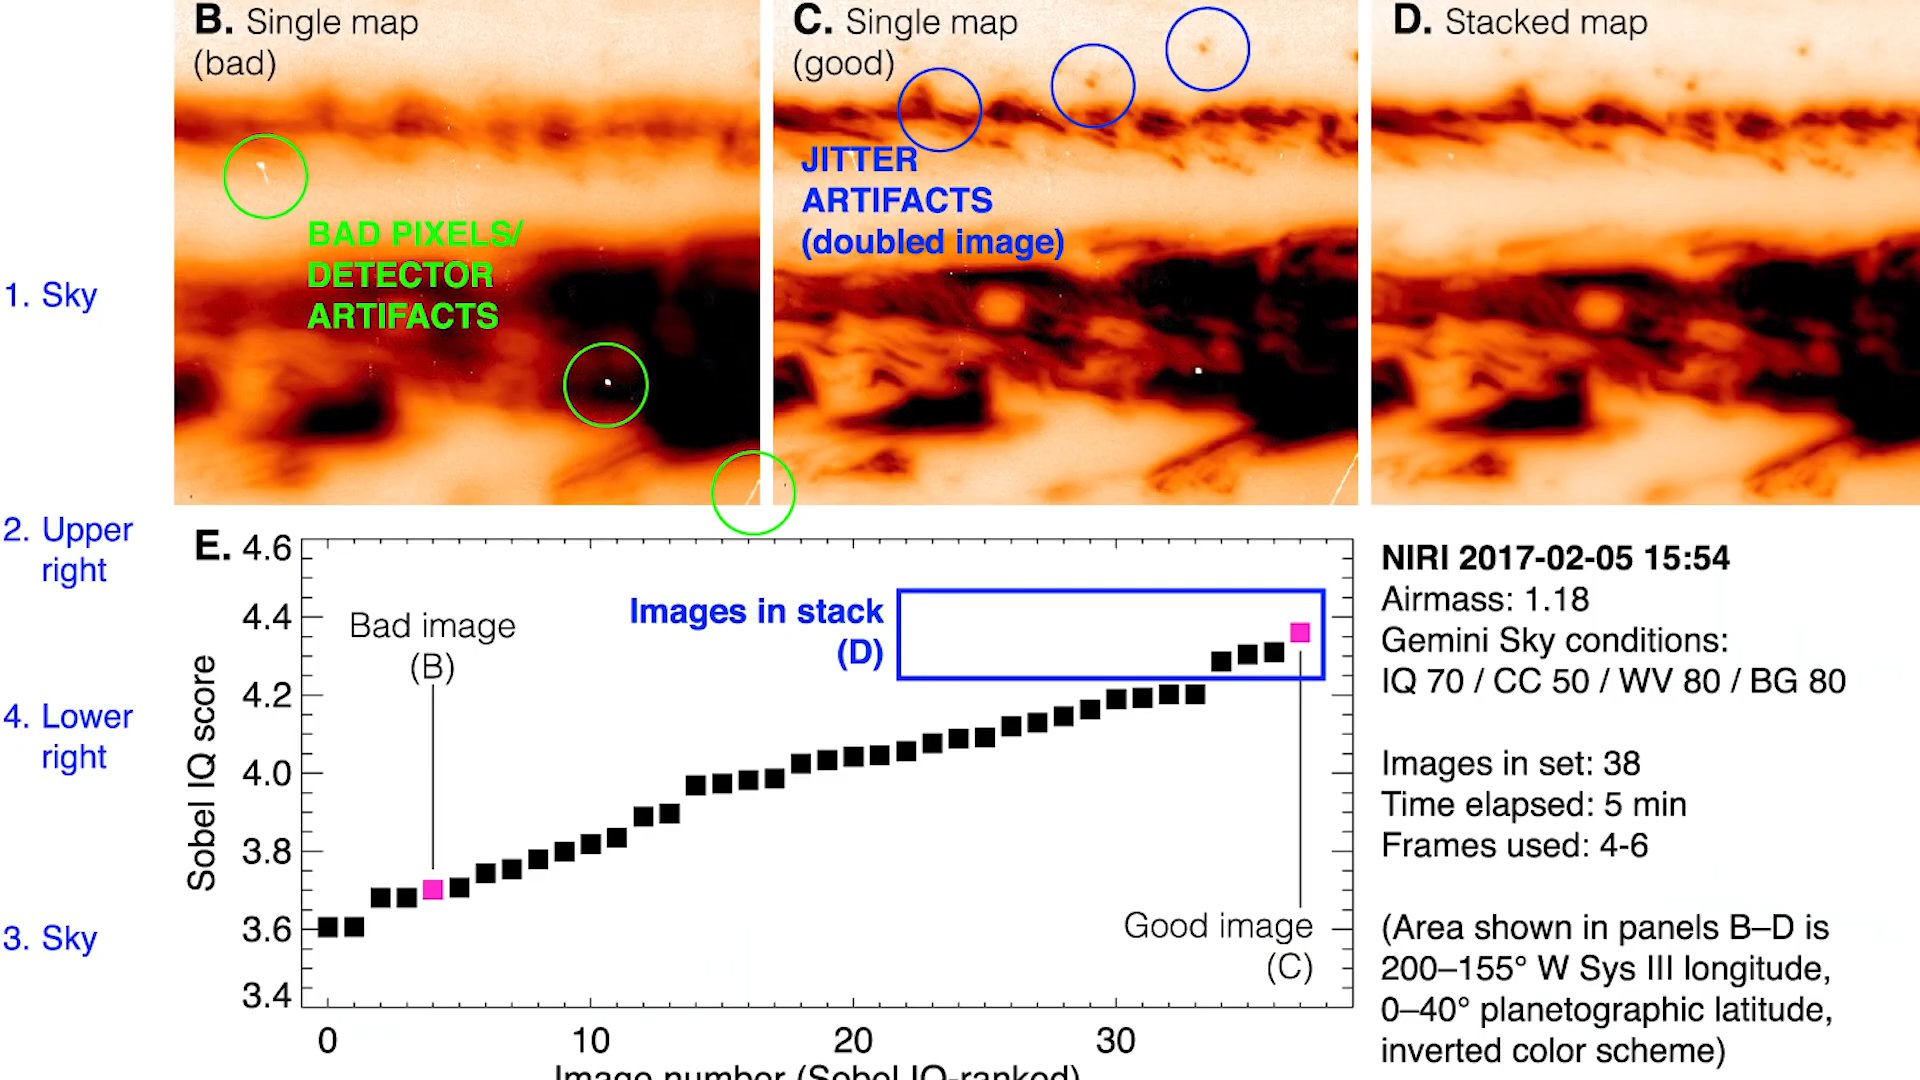 B. Single map
(bad)
C. Single map
(good)
D. Stacked map
BAD PIXELS/
DETECTOR
ARTIFACTS
JITTER
ARTIFACTS
(doubled image)
1. Sky
2. Upper
right
4. Lower
right
3. Sky
E.
4.6
4.4
4.2
4.0
3.8
3.6
3.4
Sobel IQ score
Bad image
(B)
Images in stack
(D)
Good image
(C)
0
10
20
30
Image number (Sobel IQ-ranked)
NIRI 2017-02-05 15:54
Airmass: 1.18
Gemini Sky conditions:
IQ 70 / CC 50 / WV 80 / BG 80
Images in set: 38
Time elapsed: 5 min
Frames used: 4-6
(Area shown in panels B–D is
200–155° W Sys III longitude,
0–40° planetographic latitude,
inverted color scheme)